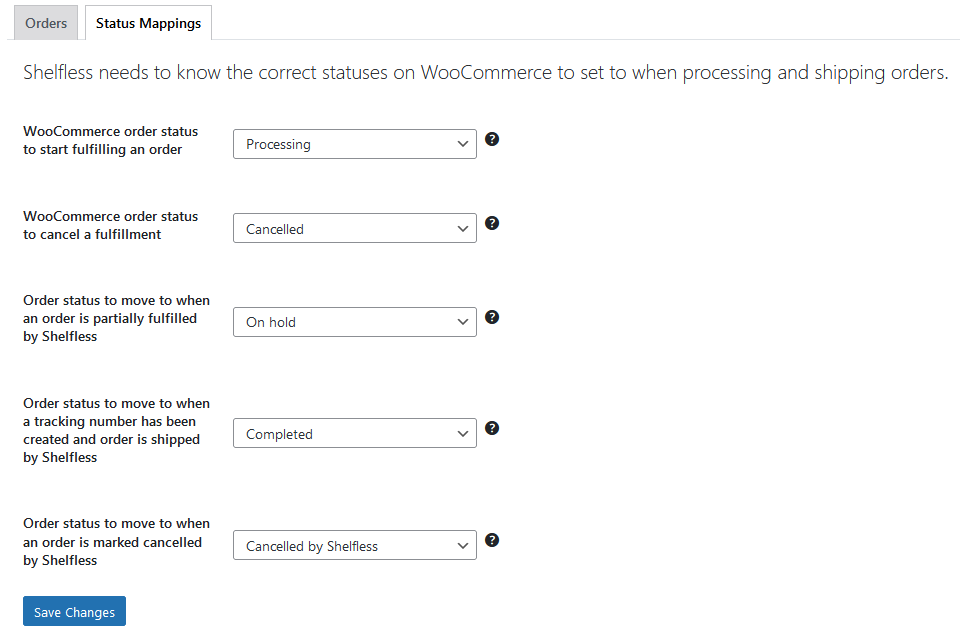 Orders
Status Mappings
Shelfless needs to know the correct statuses on WooCommerce to set to when processing and shipping orders.
WooCommerce order status
to start fulfilling an order
Processing
?
WooCommerce order status
to cancel a fulfillment
Cancelled
?
Order status to move to when
an order is partially fulfilled
by Shelfless
On hold
?
Order status to move to when
a tracking number has been
created and order is shipped
by Shelfless
Completed
?
Order status to move to when
an order is marked cancelled
by Shelfless
Cancelled by Shelfless
?
Save Changes